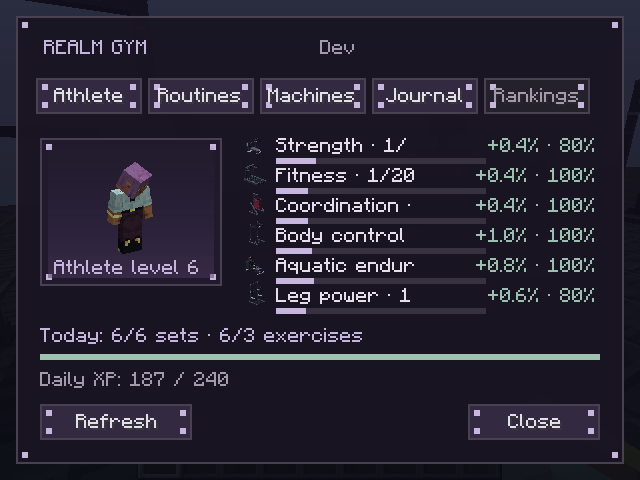 REALM GYM Dev
Athlete Routines Machines Journal Rankings
Strength · 1/ +0.4% · 80%
Fitness · 1/20 +0.4% · 100%
Coordination · +0.4% · 100%
Body control +1.0% · 100%
Aquatic endur +0.8% · 100%
Leg power · 1 +0.6% · 80%
Athlete level 6
Today: 6/6 sets · 6/3 exercises
Daily XP: 187 / 240
Refresh Close